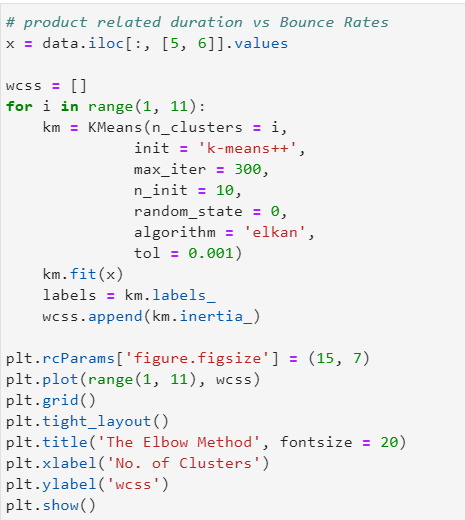 # product related duration vs Bounce Rates
x = data.iloc[:, [5, 6]].values

wcss = []
for i in range(1, 11):
    km = KMeans(n_clusters = i,
              init = 'k-means++',
              max_iter = 300,
              n_init = 10,
              random_state = 0,
              algorithm = 'elkan',
              tol = 0.001)
    km.fit(x)
    labels = km.labels_
    wcss.append(km.inertia_)

plt.rcParams['figure.figsize'] = (15, 7)
plt.plot(range(1, 11), wcss)
plt.grid()
plt.tight_layout()
plt.title('The Elbow Method', fontsize = 20)
plt.xlabel('No. of Clusters')
plt.ylabel('wcss')
plt.show()